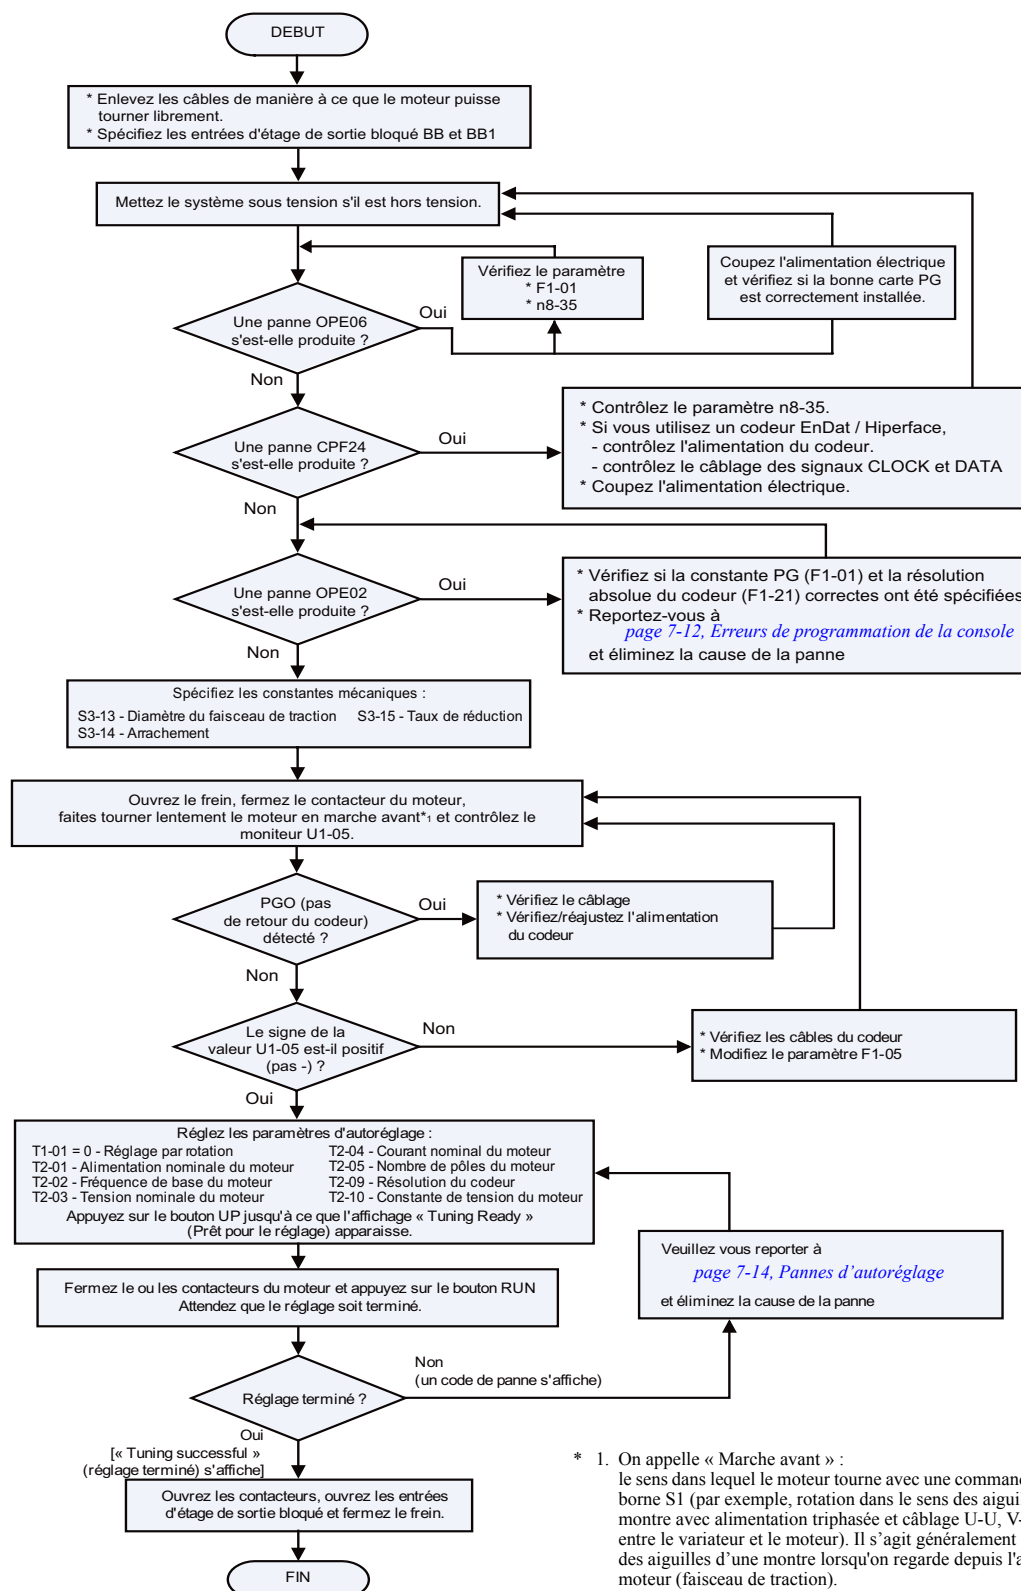 DEBUT
* Enlevez les câbles de manière à ce que le moteur puisse
tourner librement.
* Spécifiez les entrées d'étage de sortie bloqué BB et BB1
Mettez le système sous tension s'il est hors tension.
Vérifiez le paramètre
* F1-01
* n8-35
Coupez l'alimentation électrique
et vérifiez si la bonne carte PG
est correctement installée.
Une panne OPE06
s'est-elle produite ?
Oui
Non
* Contrôlez le paramètre n8-35.
* Si vous utilisez un codeur EnDat / Hiperface,
- contrôlez l'alimentation du codeur.
- contrôlez le câblage des signaux CLOCK et DATA
* Coupez l'alimentation électrique.
Une panne CPF24
s'est-elle produite ?
Oui
Non
Une panne OPE02
s'est-elle produite ?
Oui
* Vérifiez si la constante PG (F1-01) et la résolution
absolue du codeur (F1-21) correctes ont été spécifiées
* Reportez-vous à
page 7-12, Erreurs de programmation de la console
et éliminez la cause de la panne
Non
Spécifiez les constantes mécaniques :
S3-13 - Diamètre du faisceau de traction S3-15 - Taux de réduction
S3-14 - Arrachement
Ouvrez le frein, fermez le contacteur du moteur,
faites tourner lentement le moteur en marche avant*1 et contrôlez le
moniteur U1-05.
PGO (pas
de retour du codeur)
détecté ?
Oui
* Vérifiez le câblage
* Vérifiez/réajustez l'alimentation
du codeur
Non
Le signe de la
valeur U1-05 est-il positif
(pas -) ?
Non
* Vérifiez les câbles du codeur
* Modifiez le paramètre F1-05
Oui
Réglez les paramètres d'autoréglage :
T1-01 = 0 - Réglage par rotation T2-04 - Courant nominal du moteur
T2-01 - Alimentation nominale du moteur T2-05 - Nombre de pôles du moteur
T2-02 - Fréquence de base du moteur T2-09 - Résolution du codeur
T2-03 - Tension nominale du moteur T2-10 - Constante de tension du moteur
Appuyez sur le bouton UP jusqu'à ce que l'affichage « Tuning Ready »
(Prêt pour le réglage) apparaisse.
Veuillez vous reporter à
page 7-14, Pannes d'autoréglage
et éliminez la cause de la panne
Fermez le ou les contacteurs du moteur et appuyez sur le bouton RUN
Attendez que le réglage soit terminé.
Réglage terminé ?
Non
(un code de panne s'affiche)
Oui
[« Tuning successful »
(réglage terminé) s'affiche]
Ouvrez les contacteurs, ouvrez les entrées
d'étage de sortie bloqué et fermez le frein.
FIN
* 1. On appelle « Marche avant » :
le sens dans lequel le moteur tourne avec une
borne S1 (par exemple, rotation dans le sens des
montre avec alimentation triphasée et câblage U-U,
entre le variateur et le moteur). Il s'agit généralement
des aiguilles d'une montre lorsqu'on regarde depuis
moteur (faisceau de traction).